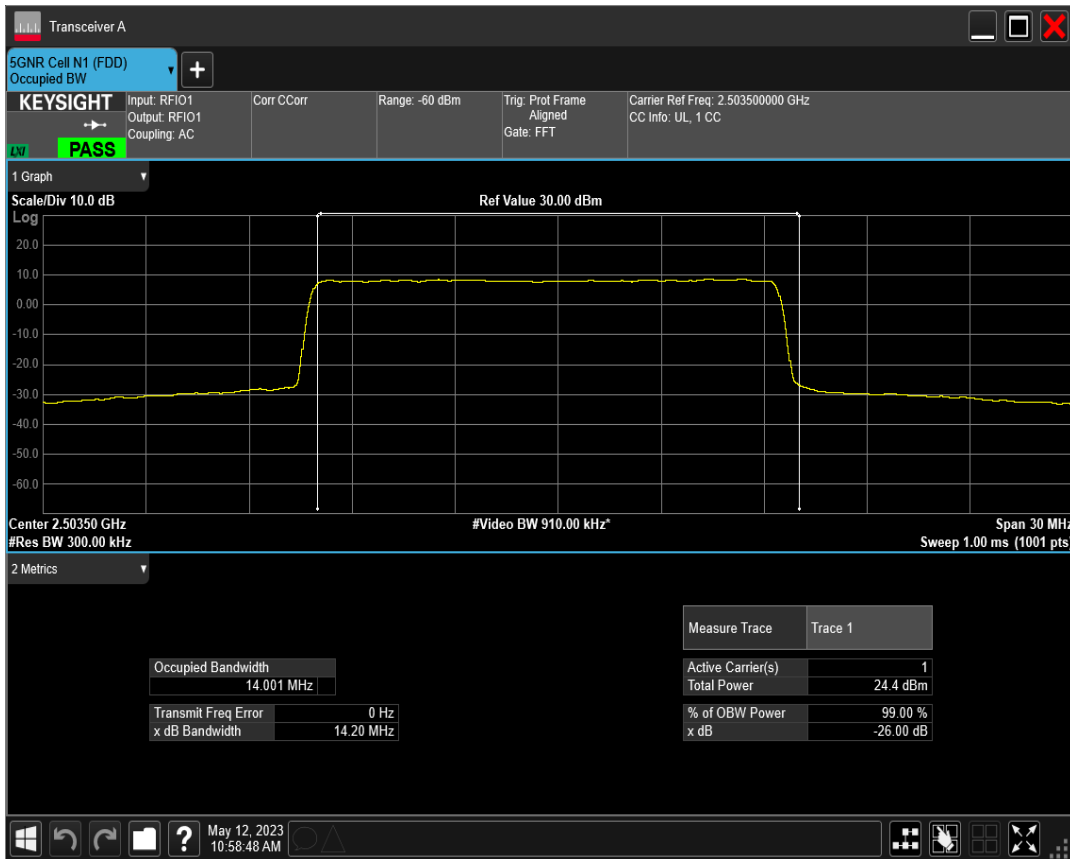 Transceiver A
5GNR Cell N1 (FDD)
Occupied BW
+
KEYSIGHT
LXI
PASS
Input: RFIO1
Output: RFIO1
Coupling: AC
Corr CCorr
Range: -60 dBm
Trig: Prot Frame
Aligned
Gate: FFT
Carrier Ref Freq: 2.503500000 GHz
CC Info: UL, 1 CC
1 Graph
Scale/Div 10.0 dB
Ref Value 30.00 dBm
Log
20.0
10.0
0.00
-10.0
-20.0
-30.0
-40.0
-50.0
-60.0
Center 2.50350 GHz
#Video BW 910.00 kHz*
Span 30 MHz
#Res BW 300.00 kHz
Sweep 1.00 ms (1001 pts)
2 Metrics
Measure Trace Trace 1
Occupied Bandwidth
14.001 MHz
Active Carrier(s) 1
Total Power 24.4 dBm
Transmit Freq Error 0 Hz
x dB Bandwidth 14.20 MHz
% of OBW Power 99.00 %
x dB -26.00 dB
?
May 12, 2023
10:58:48 AM